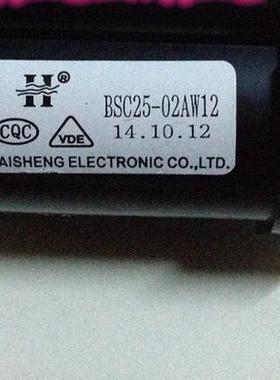 H®
BSC25-02AW12
CQC
VDE
14.10.12
AISHENG ELECTRONIC CO.,LTD.